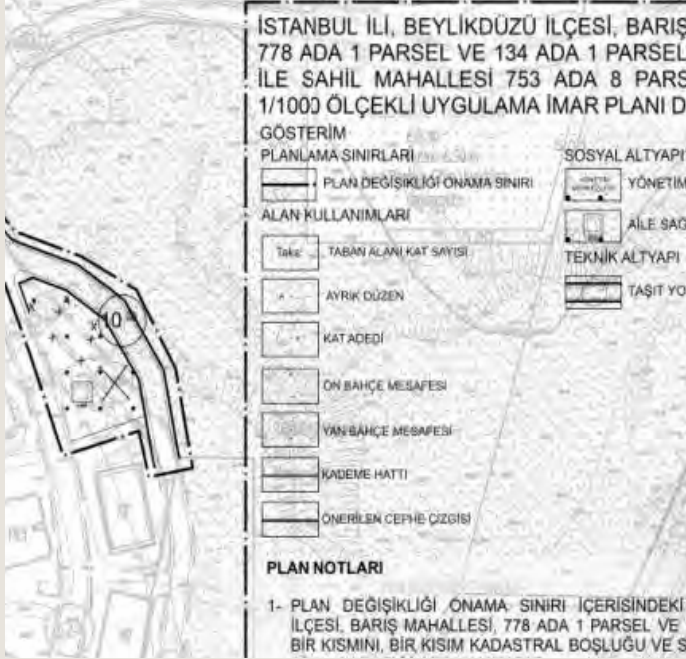 İSTANBUL İLİ, BEYLİKDÜZÜ İLÇESİ, BARIŞ
778 ADA 1 PARSEL VE 134 ADA 1 PARSEL
İLE SAHİL MAHALLESİ 753 ADA 8 PARS
1/1000 ÖLÇEKLİ UYGULAMA İMAR PLANI D
GÖSTERİM
PLANLAMA SINIRLARI
PLAN DEĞİŞİKLİĞİ ONAMA SINIRI
ALAN KULLANIMLARI
Taks: TABAN ALANI KAT SAYISI
AYRIK DÜZEN
KAT ADEDİ
ÖN BAHÇE MESAFESİ
YAN BAHÇE MESAFESİ
KADEME HATTI
ÖNERİLEN CEPHE ÇİZGİSİ
SOSYAL ALTYAPI
YÖNETİM
AİLE SAĞ
TEKNİK ALTYAPI
TAŞIT YO
10
PLAN NOTLARI
1- PLAN DEĞİŞİKLİĞİ ONAMA SINIRI İÇERİSİNDEKİ
İLÇESİ, BARIŞ MAHALLESİ, 778 ADA 1 PARSEL VE
BİR KISMINI, BİR KISIM KADASTRAL BOŞLUĞU VE S